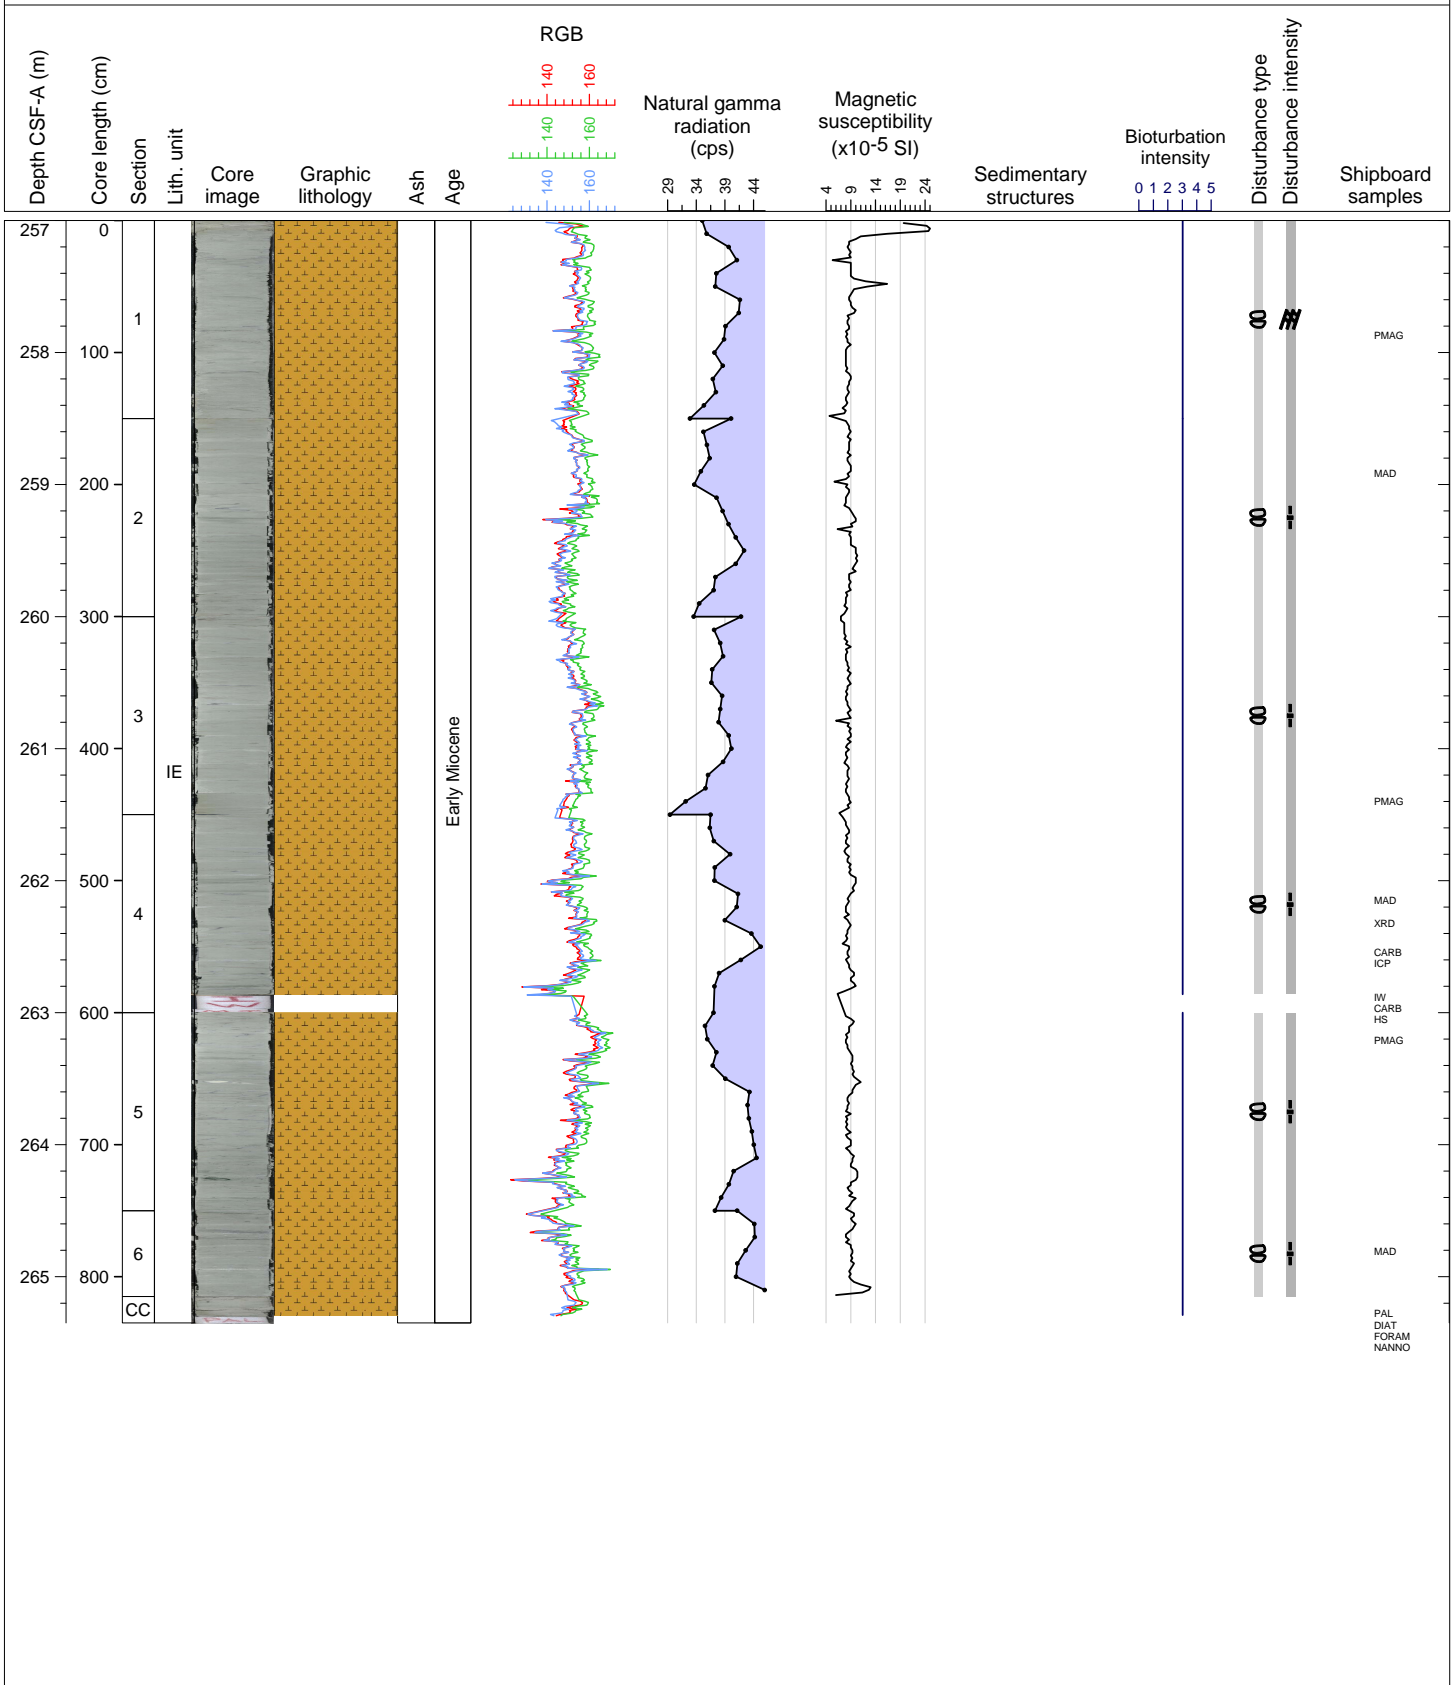 RGB
Depth CSF-A (m)
Core length (cm)
Section
Lith. unit
Core
image
Graphic
lithology
Ash
Age
140 160
140 160
140 160
Natural gamma
radiation
(cps)
29 34 39 44
Magnetic
susceptibility
(x10-5 SI)
4 9 14 19 24
Sedimentary
structures
Bioturbation
intensity
0 1 2 3 4 5
Disturbance type
Disturbance intensity
Shipboard
samples
257 0
1
PMAG
258 100
MAD
259 200
2
260 300
3
Early Miocene
261 400
IE
PMAG
262 500
MAD
4
XRD
CARB
ICP
IW
CARB
263 600
HS
PMAG
5
264 700
6
MAD
265 800
CC
PAL
DIAT
FORAM
NANNO